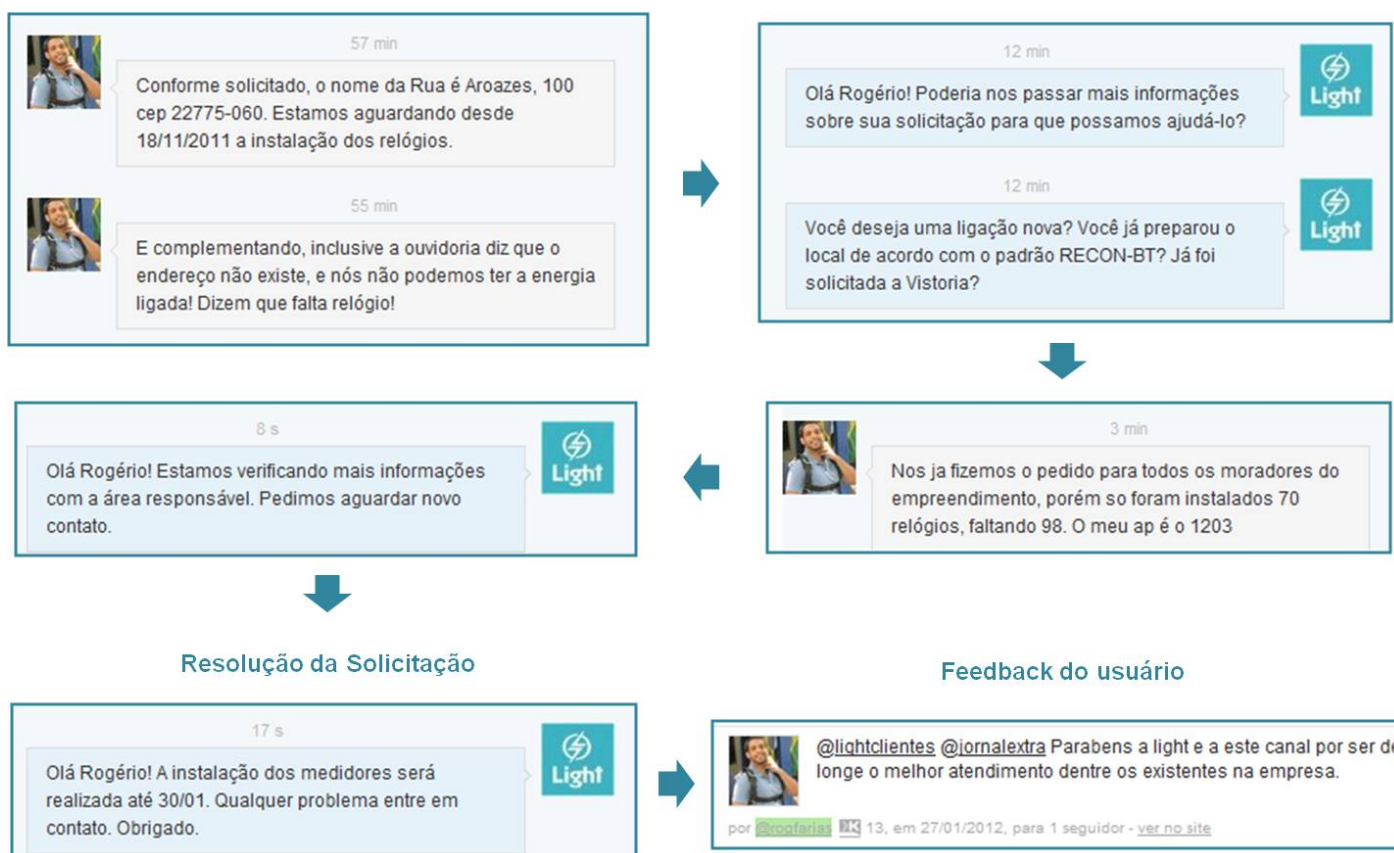 57 min
Conforme solicitado, o nome da Rua é Aroazes, 100
cep 22775-060. Estamos aguardando desde
18/11/2011 a instalação dos relógios.
55 min
E complementando, inclusive a ouvidoria diz que o
endereço não existe, e nós não podemos ter a energia
ligada! Dizem que falta relógio!
12 min
Light
Olá Rogério! Poderia nos passar mais informações
sobre sua solicitação para que possamos ajudá-lo?
12 min
Light
Você deseja uma ligação nova? Você já preparou o
local de acordo com o padrão RECON-BT? Já foi
solicitada a Vistoria?
3 min
Nos ja fizemos o pedido para todos os moradores do
empreendimento, porém so foram instalados 70
relógios, faltando 98. O meu ap é o 1203
8 s
Light
Olá Rogério! Estamos verificando mais informações
com a área responsável. Pedimos aguardar novo
contato.
Resolução da Solicitação
17 s
Light
Olá Rogério! A instalação dos medidores será
realizada até 30/01. Qualquer problema entre em
contato. Obrigado.
Feedback do usuário
@lightclientes @jornalextra Parabens a light e a este canal por ser de
longe o melhor atendimento dentre os existentes na empresa.
por @rogfarias 13, em 27/01/2012, para 1 seguidor - ver no site